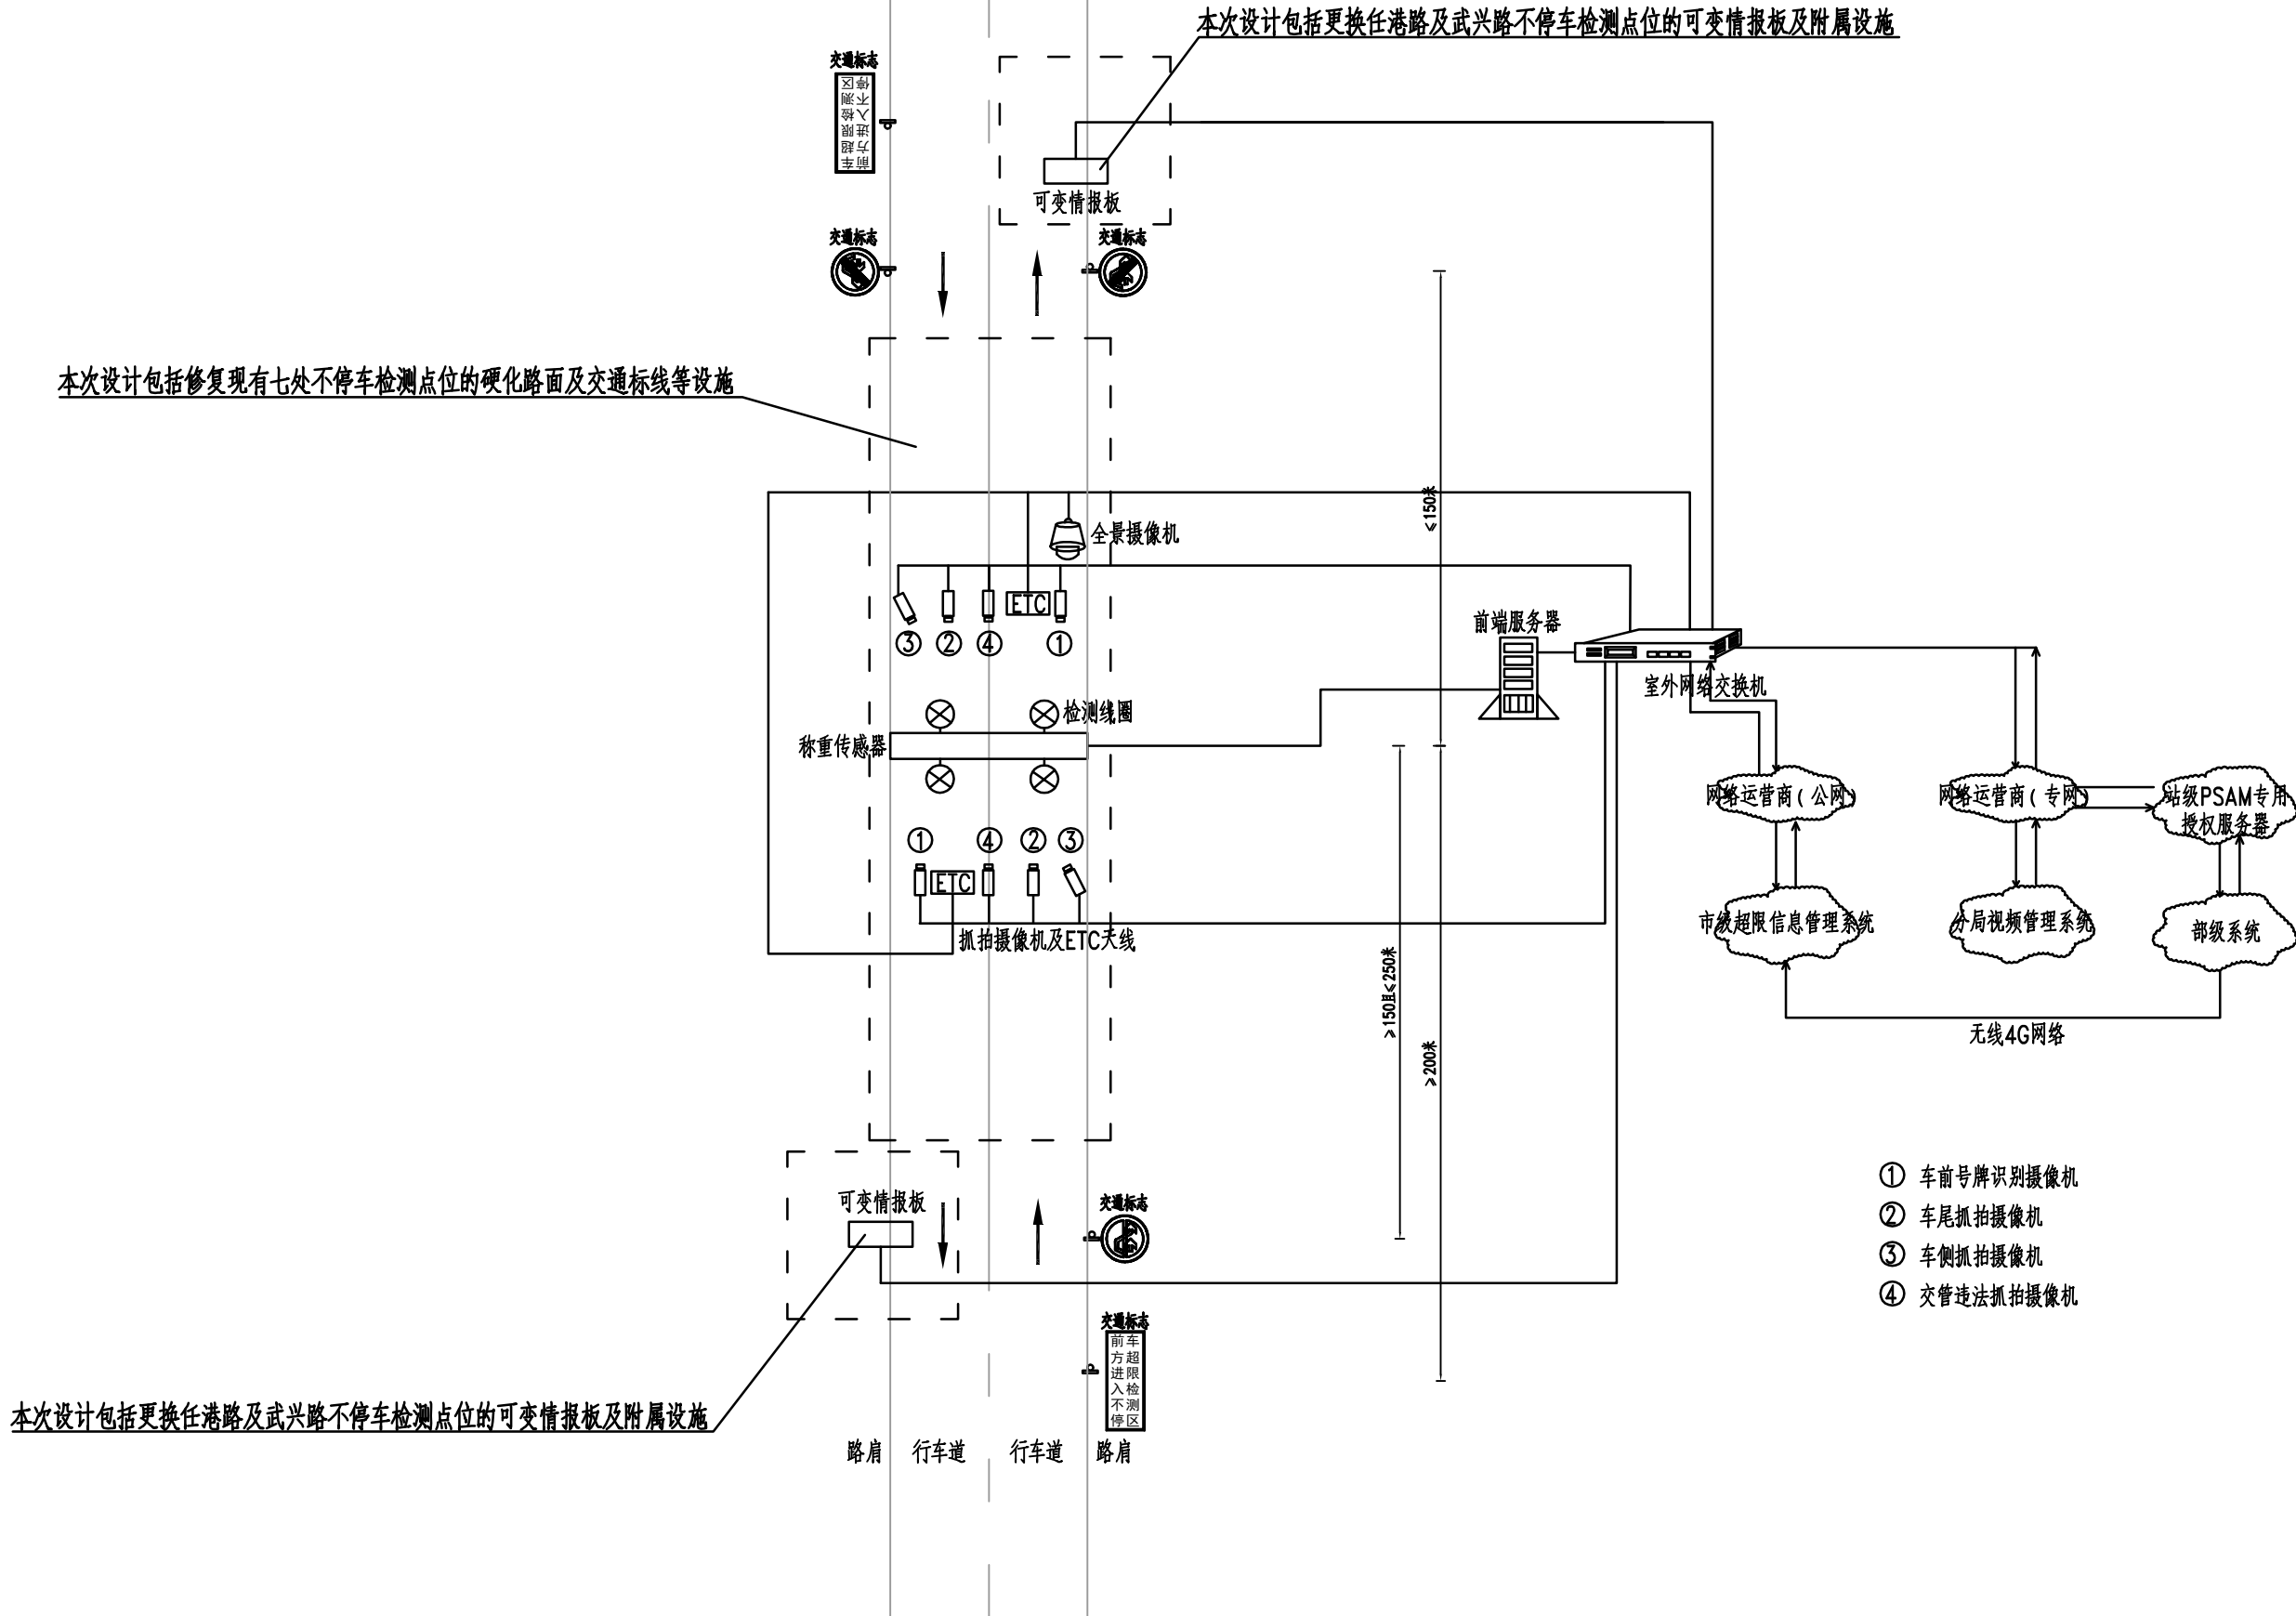 本次设计包括更换任港路及武兴路不停车检测点位的可变情报板及附属设施
交通标志
前方进入不停
车超限检测区
可变情报板
交通标志
交通标志
本次设计包括修复现有七处不停车检测点位的硬化路面及交通标线等设施
≤150米
全景摄像机
ETC
③ ② ④ ①
前端服务器
室外网络交换机
检测线圈
称重传感器
网络运营商(公网)
网络运营商(专网)
站级PSAM专用
授权服务器
① ④ ② ③
ETC
抓拍摄像机及ETC天线
市级超限信息管理系统
分局视频管理系统
部级系统
>150且≤250米
≥200米
无线4G网络
① 车前号牌识别摄像机
② 车尾抓拍摄像机
③ 车侧抓拍摄像机
④ 交管违法抓拍摄像机
可变情报板
交通标志
交通标志
前方进入不停
车超限检测区
本次设计包括更换任港路及武兴路不停车检测点位的可变情报板及附属设施
路肩 行车道 行车道 路肩